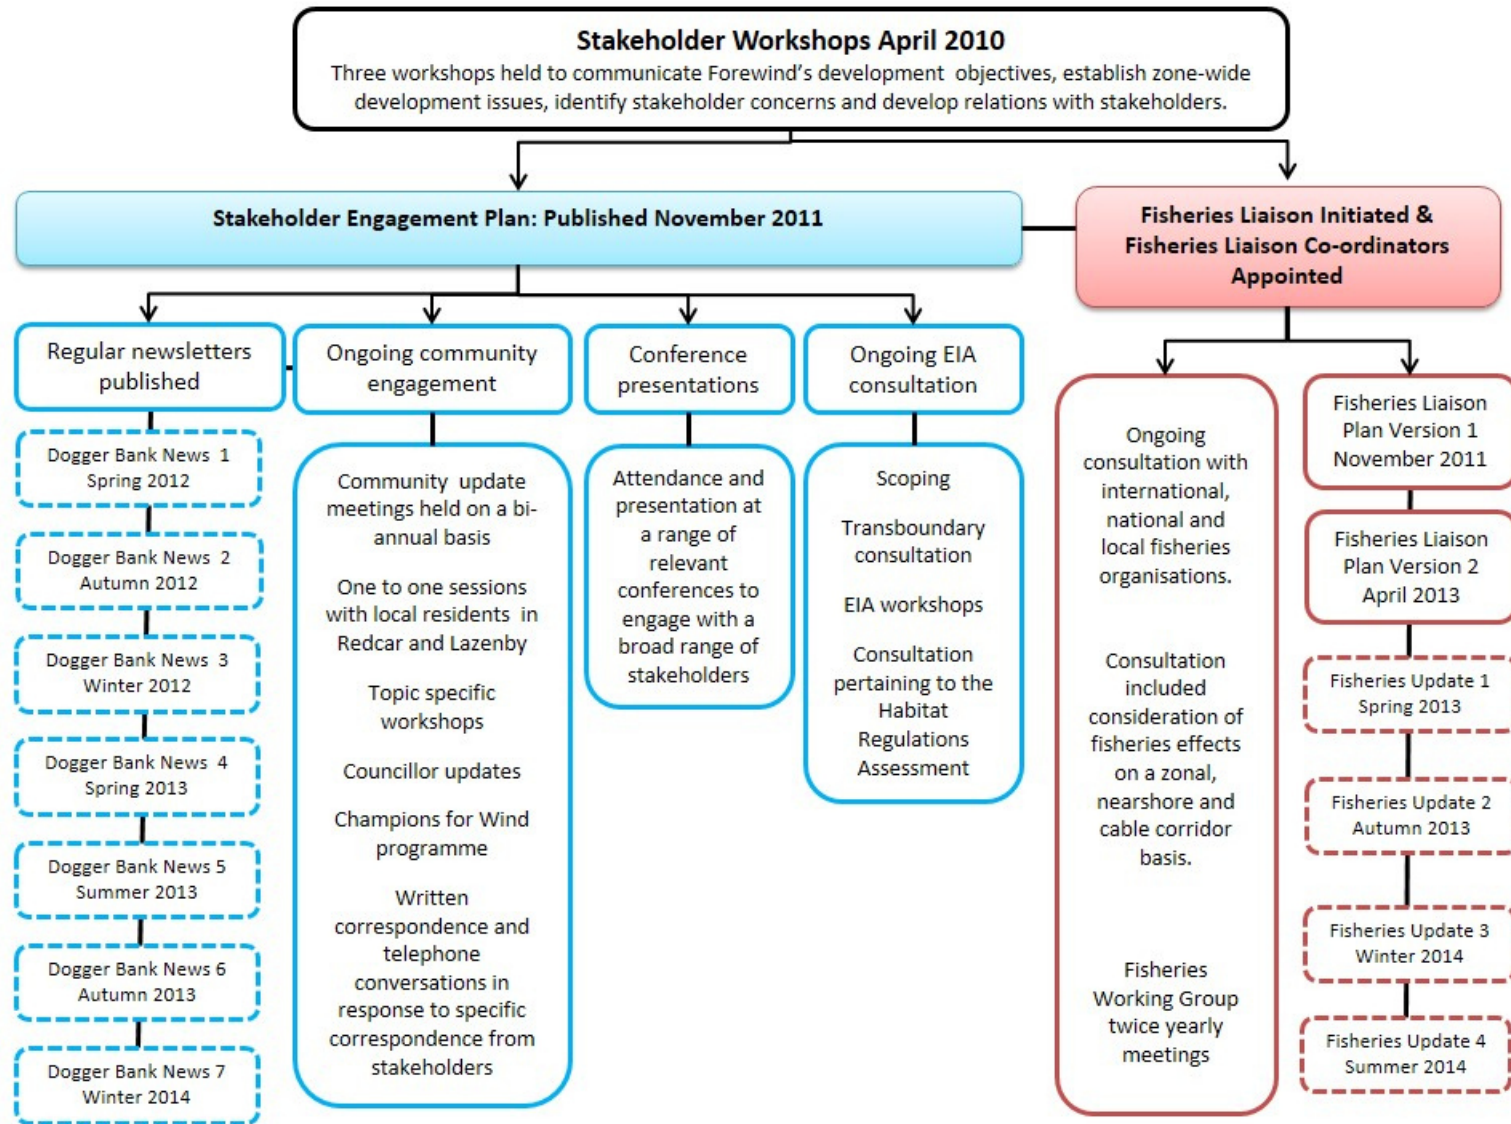 Stakeholder Workshops April 2010
Three workshops held to communicate Forewind's development objectives, establish zone-wide
development issues, identify stakeholder concerns and develop relations with stakeholders.
Stakeholder Engagement Plan: Published November 2011
Fisheries Liaison Initiated &
Fisheries Liaison Co-ordinators
Appointed
Regular newsletters
published
Dogger Bank News 1
Spring 2012
Dogger Bank News 2
Autumn 2012
Dogger Bank News 3
Winter 2012
Dogger Bank News 4
Spring 2013
Dogger Bank News 5
Summer 2013
Dogger Bank News 6
Autumn 2013
Dogger Bank News 7
Winter 2014
Ongoing community
engagement
Community update
meetings held on a bi-
annual basis
One to one sessions
with local residents in
Redcar and Lazenby
Topic specific
workshops
Councillor updates
Champions for Wind
programme
Written
correspondence and
telephone
conversations in
response to specific
correspondence from
stakeholders
Conference
presentations
Attendance and
presentation at
a range of
relevant
conferences to
engage with a
broad range of
stakeholders
Ongoing EIA
consultation
Scoping
Transboundary
consultation
EIA workshops
Consultation
pertaining to the
Habitat
Regulations
Assessment
Ongoing
consultation with
international,
national and
local fisheries
organisations.
Consultation
included
consideration of
fisheries effects
on a zonal,
nearshore and
cable corridor
basis.
Fisheries
Working Group
twice yearly
meetings
Fisheries Liaison
Plan Version 1
November 2011
Fisheries Liaison
Plan Version 2
April 2013
Fisheries Update 1
Spring 2013
Fisheries Update 2
Autumn 2013
Fisheries Update 3
Winter 2014
Fisheries Update 4
Summer 2014